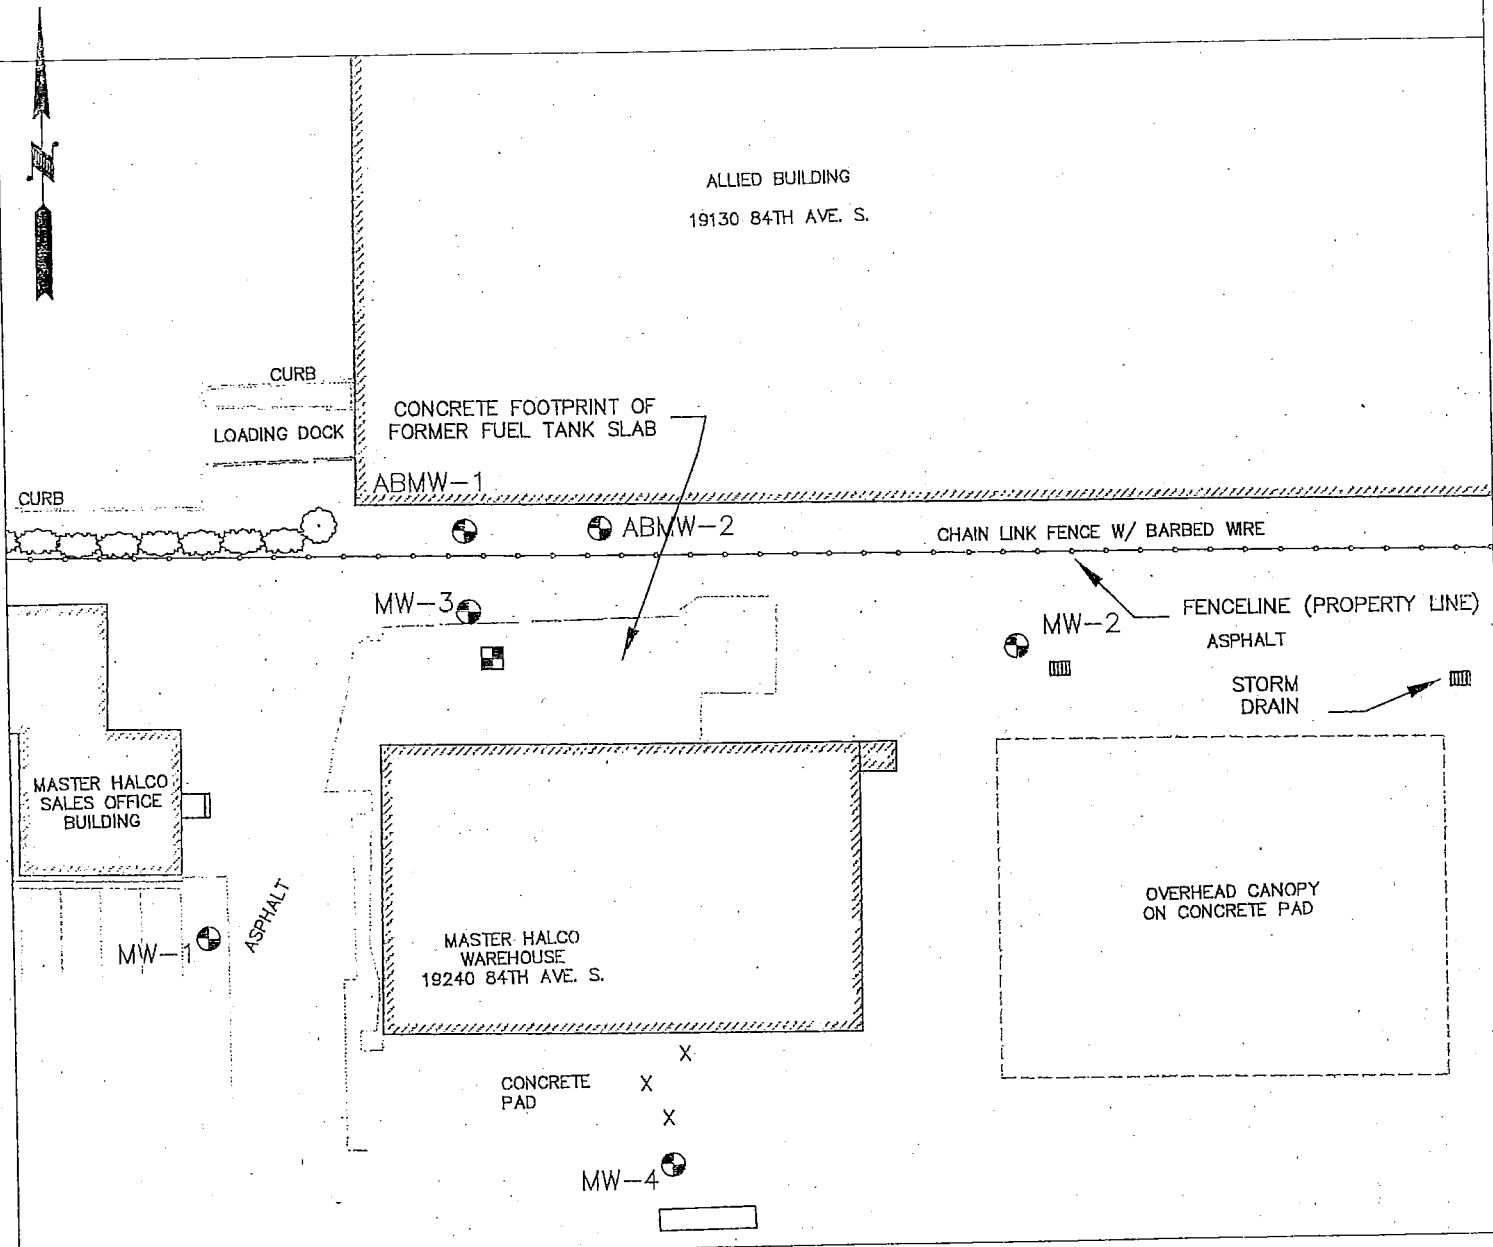 N
ALLIED BUILDING
19130 84TH AVE. S.
CURB
LOADING DOCK
CONCRETE FOOTPRINT OF
FORMER FUEL TANK SLAB
CURB
ABMW-1
ABMW-2
CHAIN LINK FENCE W/ BARBED WIRE
MW-3
MW-2
FENCELINE (PROPERTY LINE)
ASPHALT
STORM
DRAIN
MASTER HALCO
SALES OFFICE
BUILDING
ASPHALT
MW-1
MASTER HALCO
WAREHOUSE
19240 84TH AVE. S.
OVERHEAD CANOPY
ON CONCRETE PAD
X
CONCRETE
PAD
X
X
MW-4